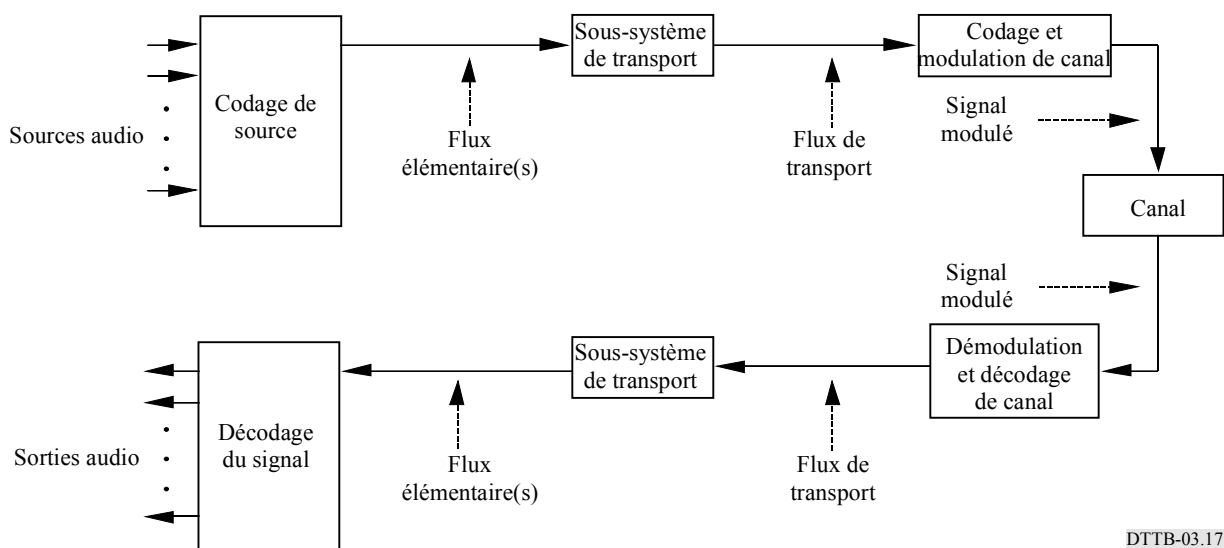 Sources audio
Codage de
source
Flux
élémentaire(s)
Sous-système
de transport
Flux de
transport
Codage et
modulation de canal
Signal
modulé
Canal
Signal
modulé
Démodulation
et décodage
de canal
Flux de
transport
Sous-système
de transport
Flux
élémentaire(s)
Décodage
du signal
Sorties audio
DTTB-03.17